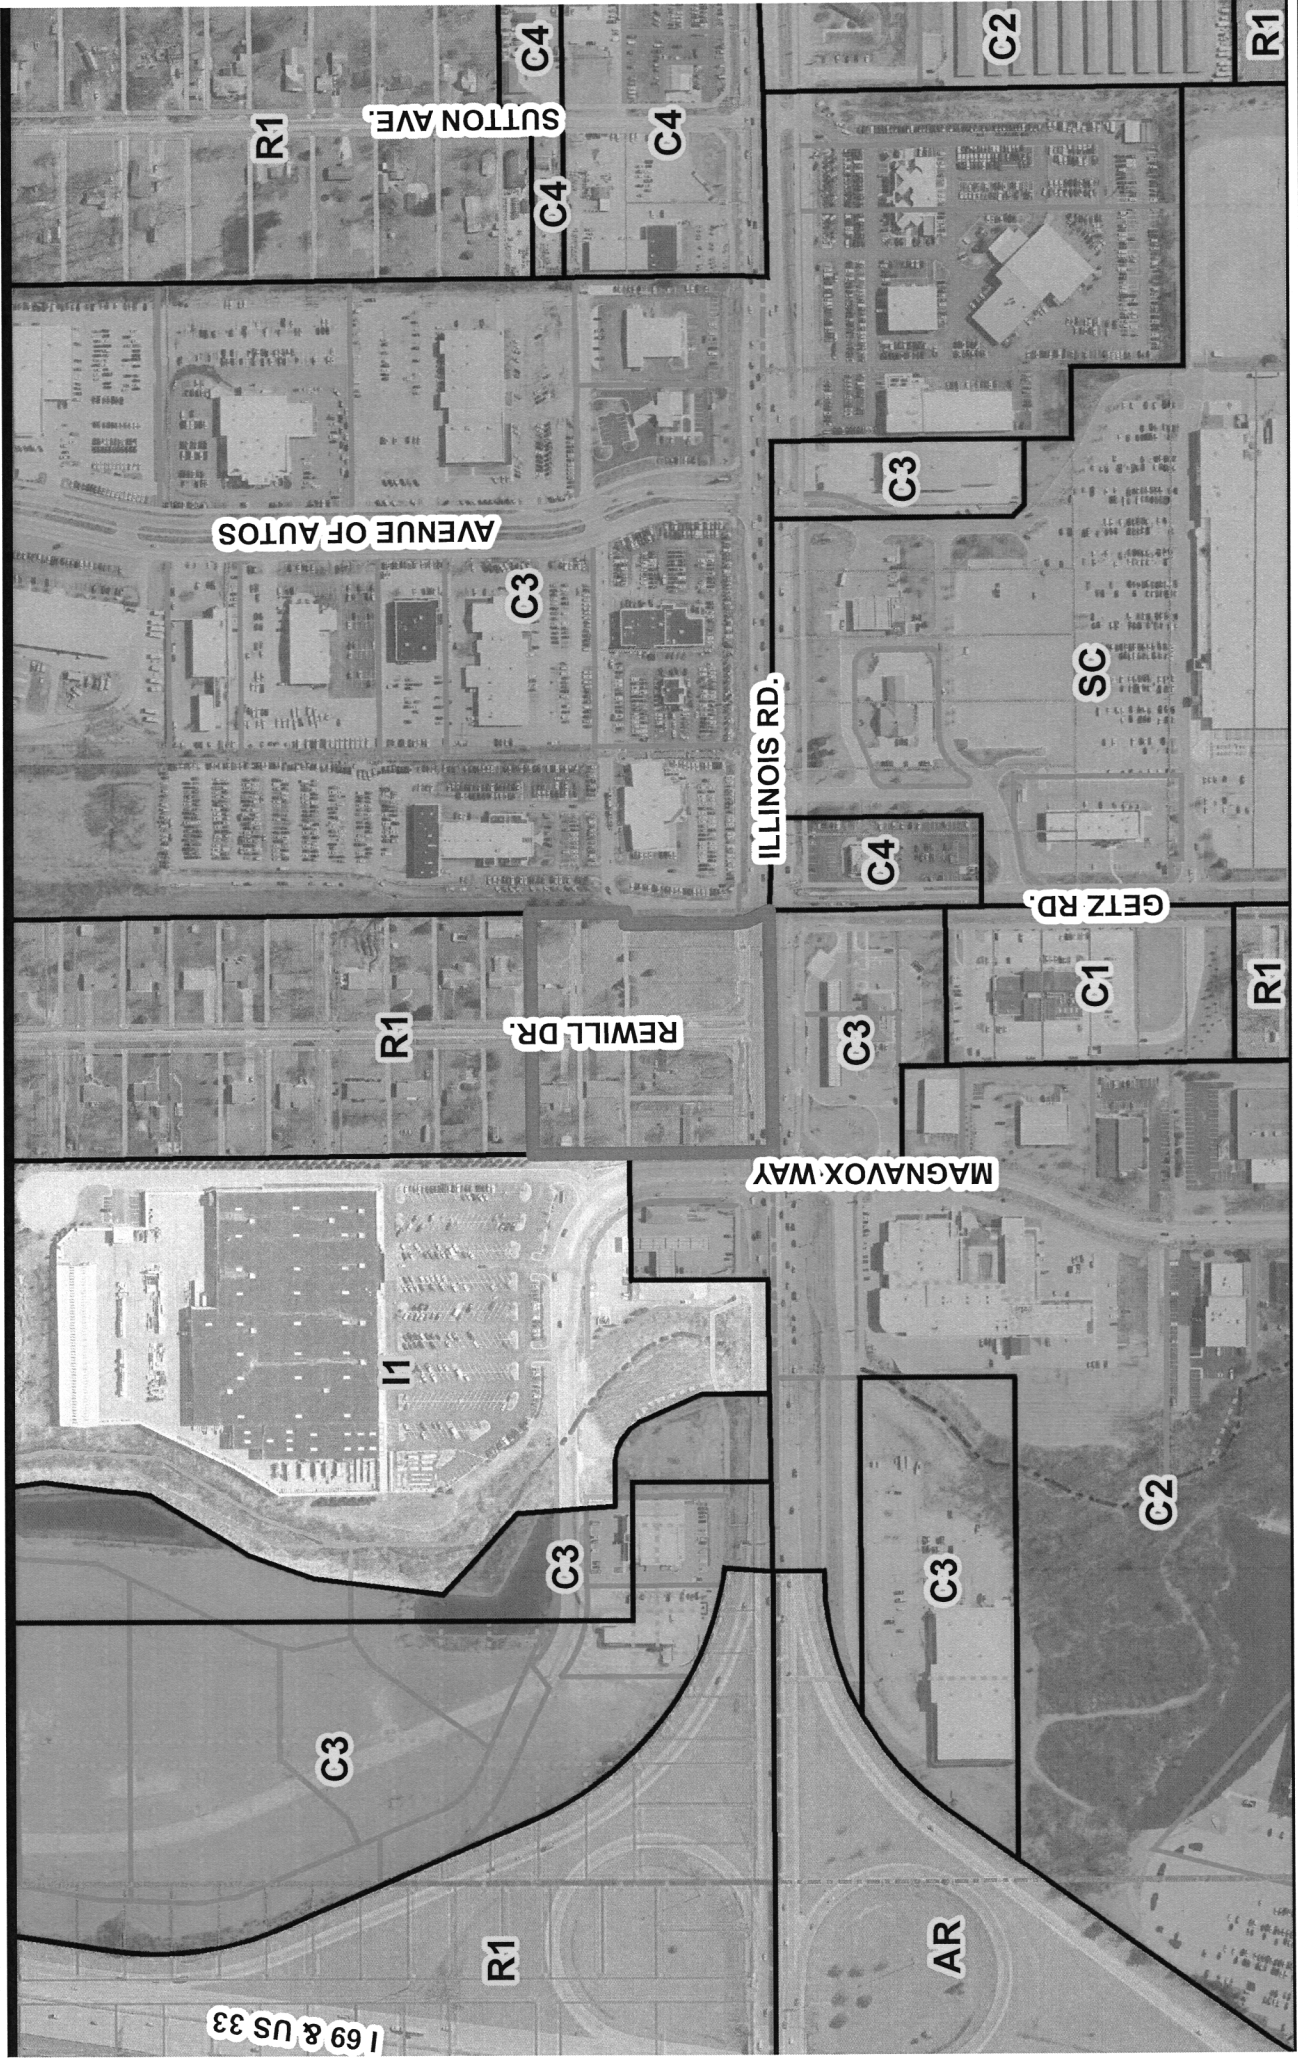 C4
C2
R1
SUTTON AVE.
R1
C4
C4
C3
AVENUE OF AUTOS
C3
SC
ILLINOIS RD.
C4
GETZ RD.
C1
R1
R1
REWILL DR.
C3
MAGNAVOX WAY
I1
C2
C3
C3
C3
R1
AR
I 69 & US 33